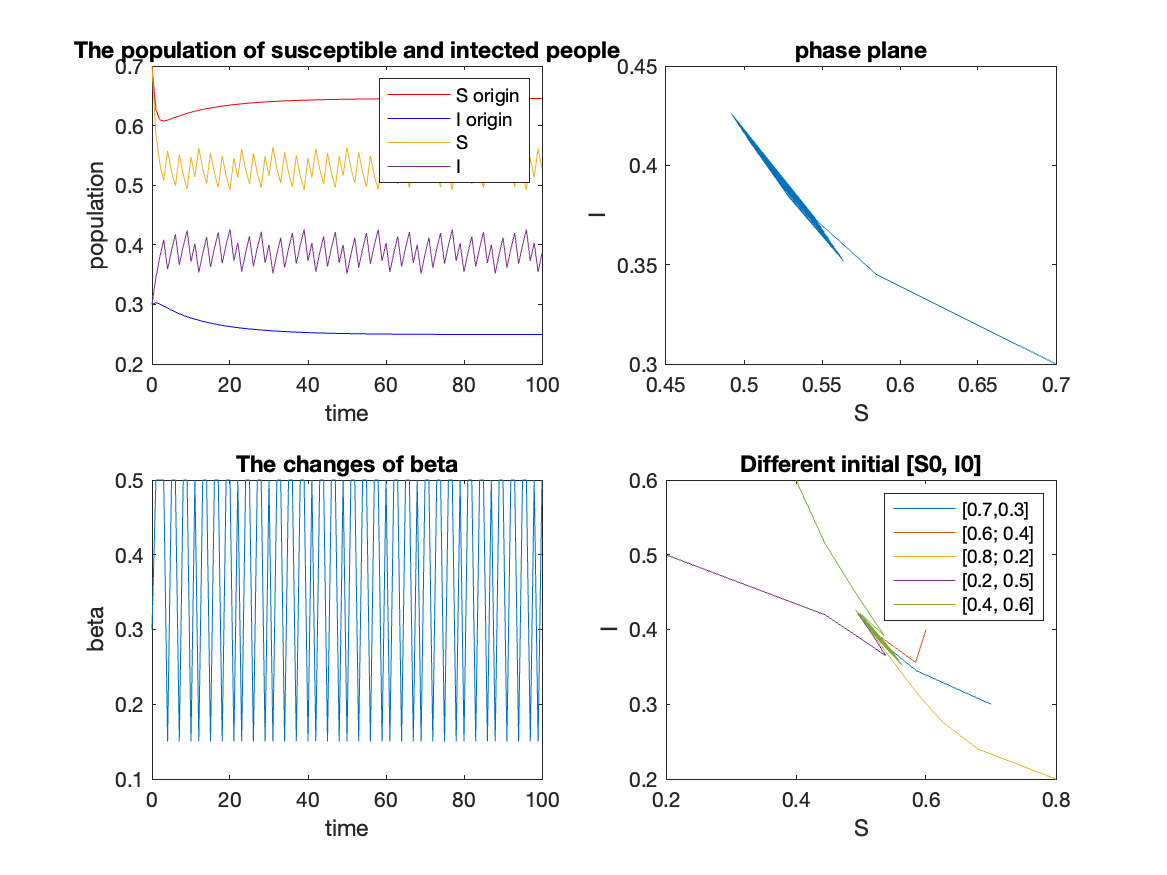 The population of susceptible and intected people
0.7
0.6
0.5
0.4
0.3
0.2
population
0
20
40
60
80
100
time
S origin
I origin
S
I
phase plane
0.45
0.4
0.35
0.3
I
0.45
0.5
0.55
0.6
0.65
0.7
S
The changes of beta
0.5
0.4
0.3
0.2
0.1
beta
0
20
40
60
80
100
time
Different initial [S0, I0]
0.6
0.5
0.4
0.3
0.2
I
0.2
0.4
0.6
0.8
S
[0.7,0.3]
[0.6; 0.4]
[0.8; 0.2]
[0.2, 0.5]
[0.4, 0.6]